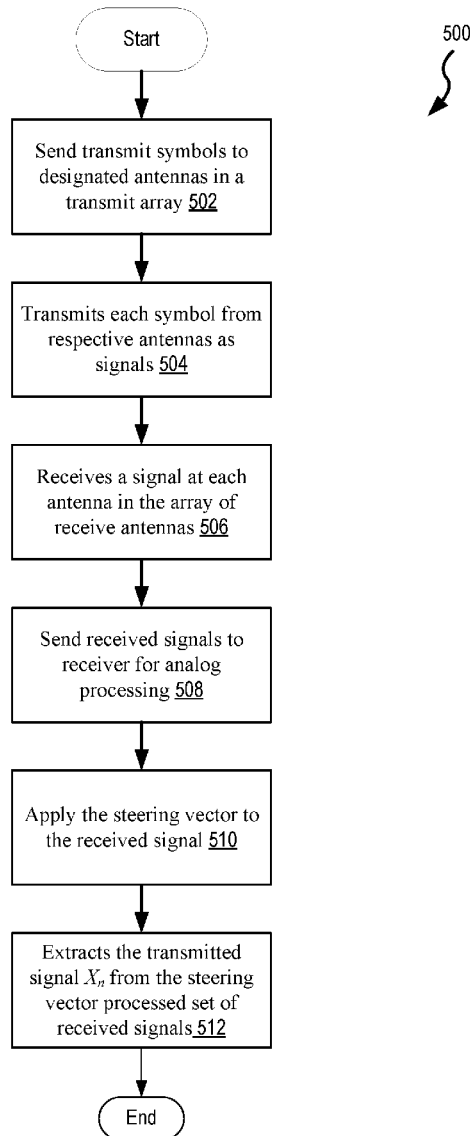 Start
500
Send transmit symbols to
designated antennas in a
transmit array 502
Transmits each symbol from
respective antennas as
signals 504
Receives a signal at each
antenna in the array of
receive antennas 506
Send received signals to
receiver for analog
processing 508
Apply the steering vector to
the received signal 510
Extracts the transmitted
signal Xn from the steering
vector processed set of
received signals 512
End